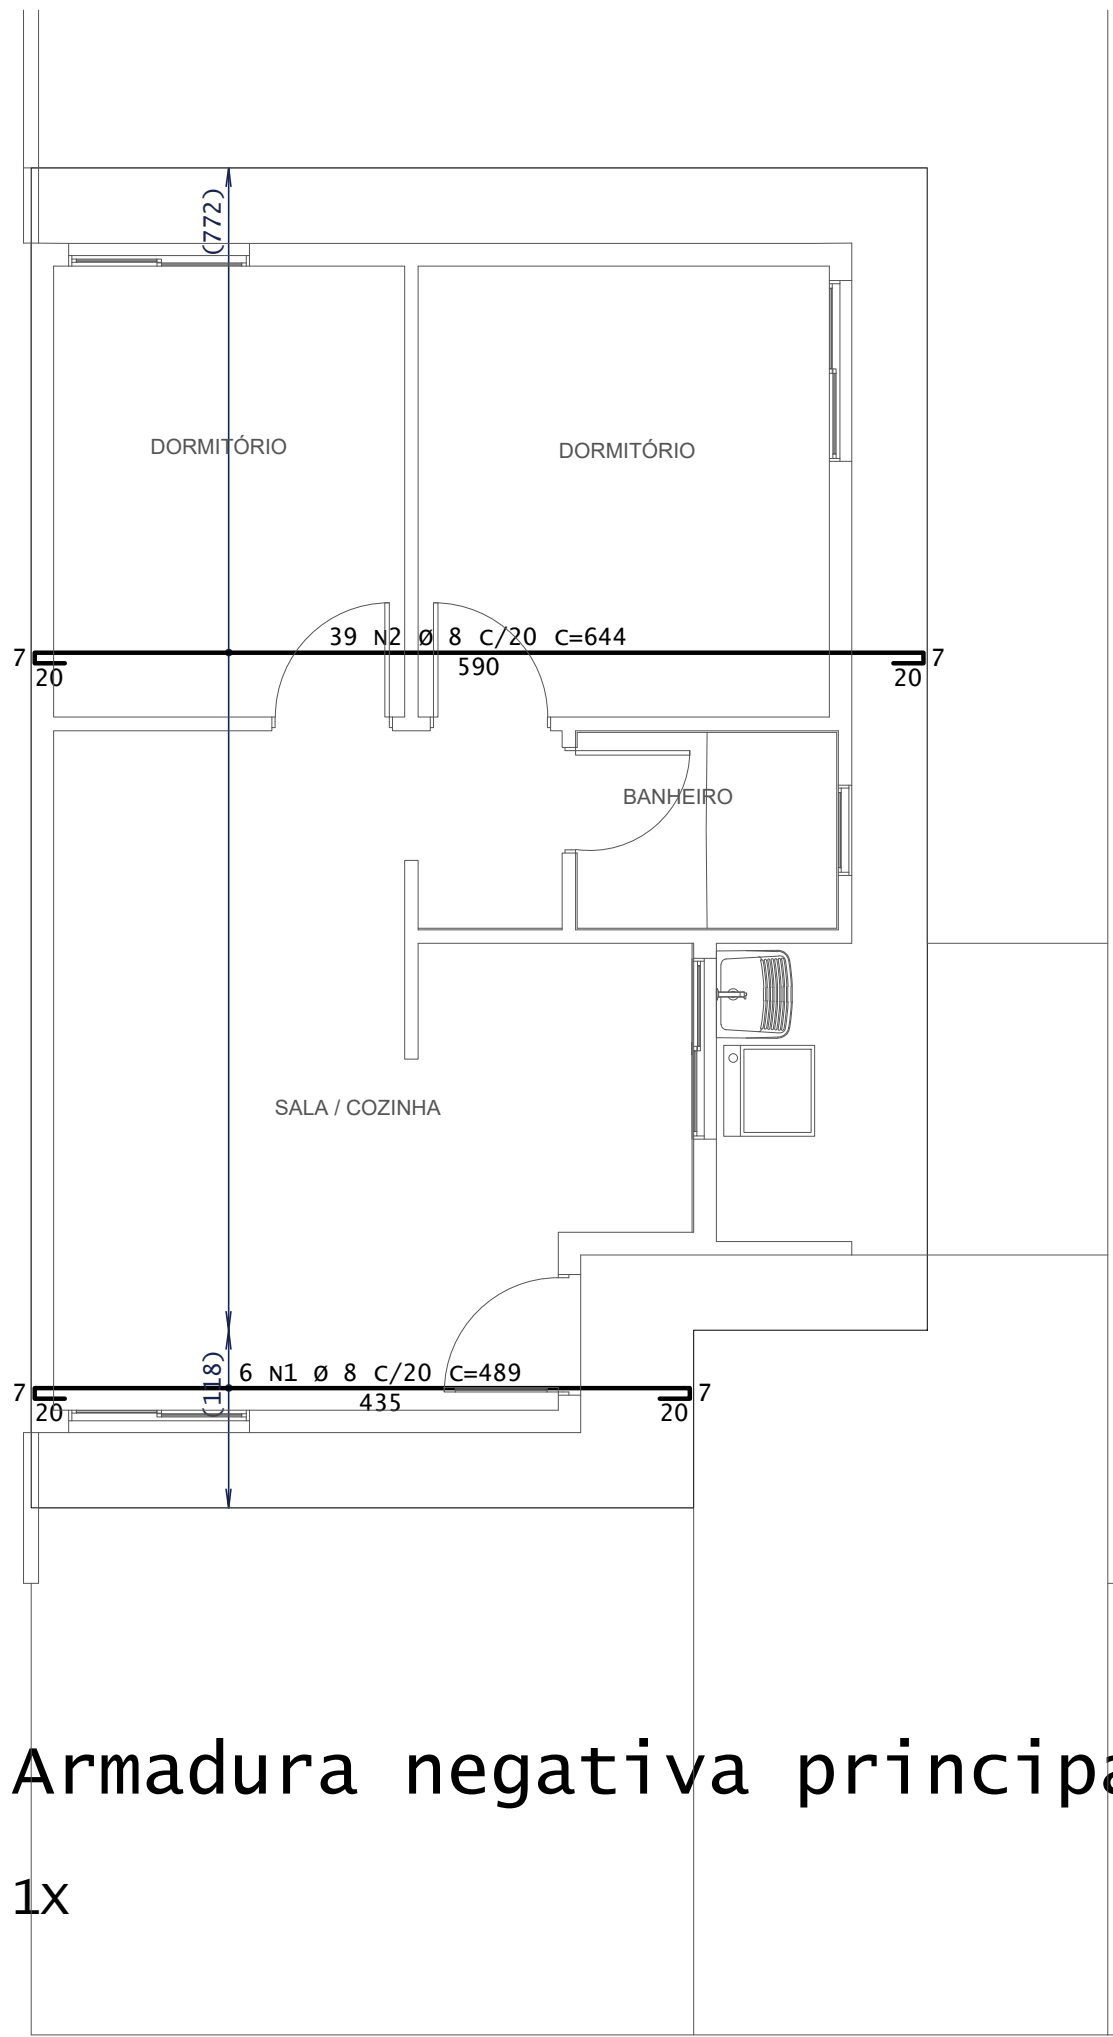 (772)
DORMITÓRIO
DORMITÓRIO
39 N2 Ø 8 C/20 C=644
7
590
7
20
20
BANHEIRO
SALA / COZINHA
(118)
6 N1 Ø 8 C/20 C=489
7
435
7
20
20
Armadura negativa principa
1X